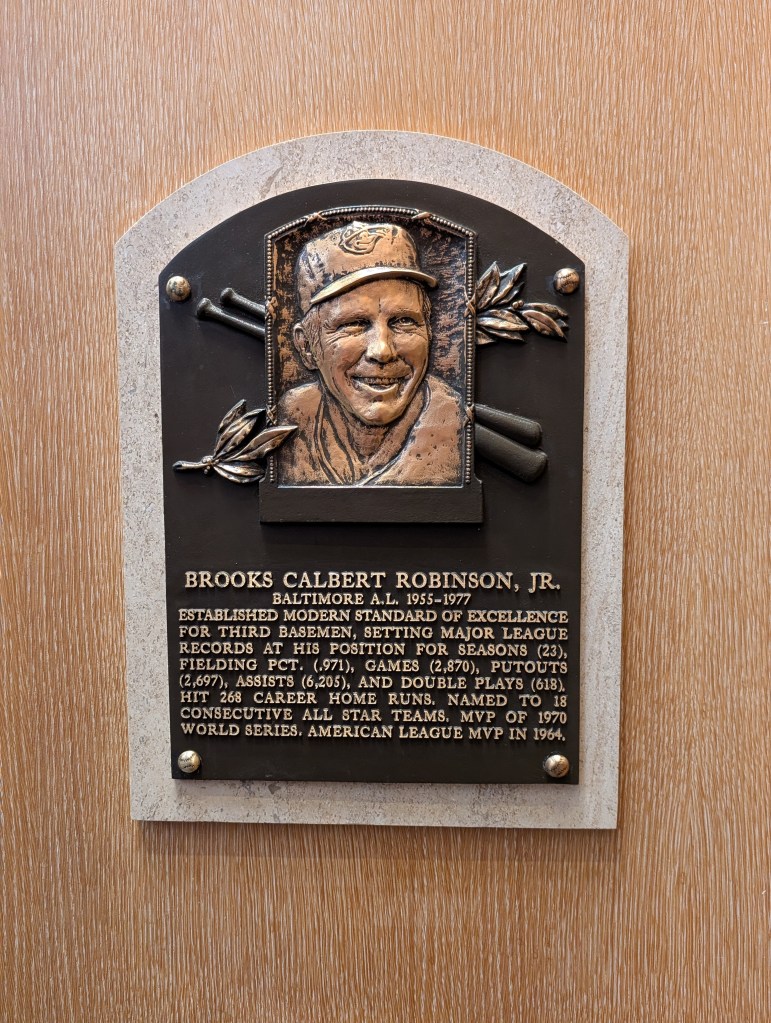 BROOKS CALBERT ROBINSON, JR.
BALTIMORE A.L. 1955-1977
ESTABLISHED MODERN STANDARD OF EXCELLENCE
FOR THIRD BASEMEN, SETTING MAJOR LEAGUE
RECORDS AT HIS POSITION FOR SEASONS (23),
FIELDING PCT. (.971), GAMES (2,870), PUTOUTS
(2,697), ASSISTS (6,205), AND DOUBLE PLAYS (618).
HIT 268 CAREER HOME RUNS. NAMED TO 18
CONSECUTIVE ALL STAR TEAMS. MVP OF 1970
WORLD SERIES. AMERICAN LEAGUE MVP IN 1964.